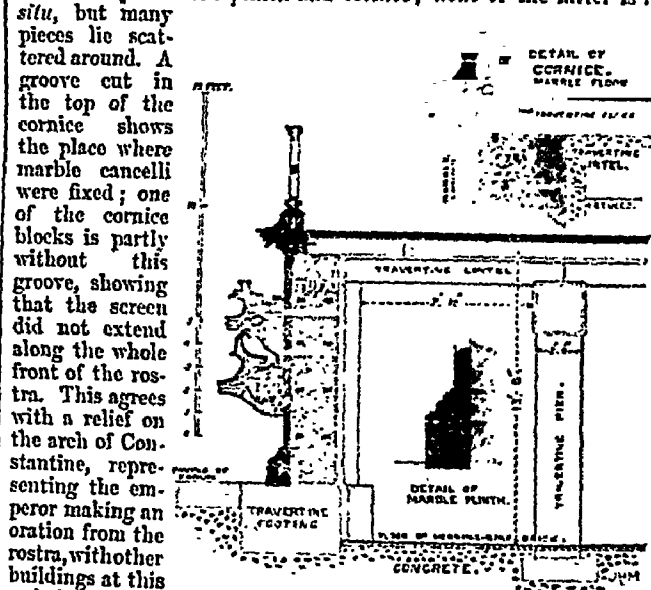 situ, but many
pieces lie scat-
tered around. A
groove cut in
the top of the
cornice shows
the place where
marble cancelli
were fixed; one
of the cornice
blocks is partly
without this
groove, showing
that the screen
did not extend
along the whole
front of the ros-
tra. This agrees
with a relief on
the arch of Con-
stantine, repre-
senting the em-
peror making an
oration from the
rostra, with other
buildings at this
DETAIL OF
CORNICE.
MARBLE FLOOR
TRAVERTINE
TRAVERTINE LINTEL
DETAIL OF
MARBLE PLINTH.
TRAVERTINE PIER.
TRAVERTINE
FOOTING
CONCRETE.
JHM